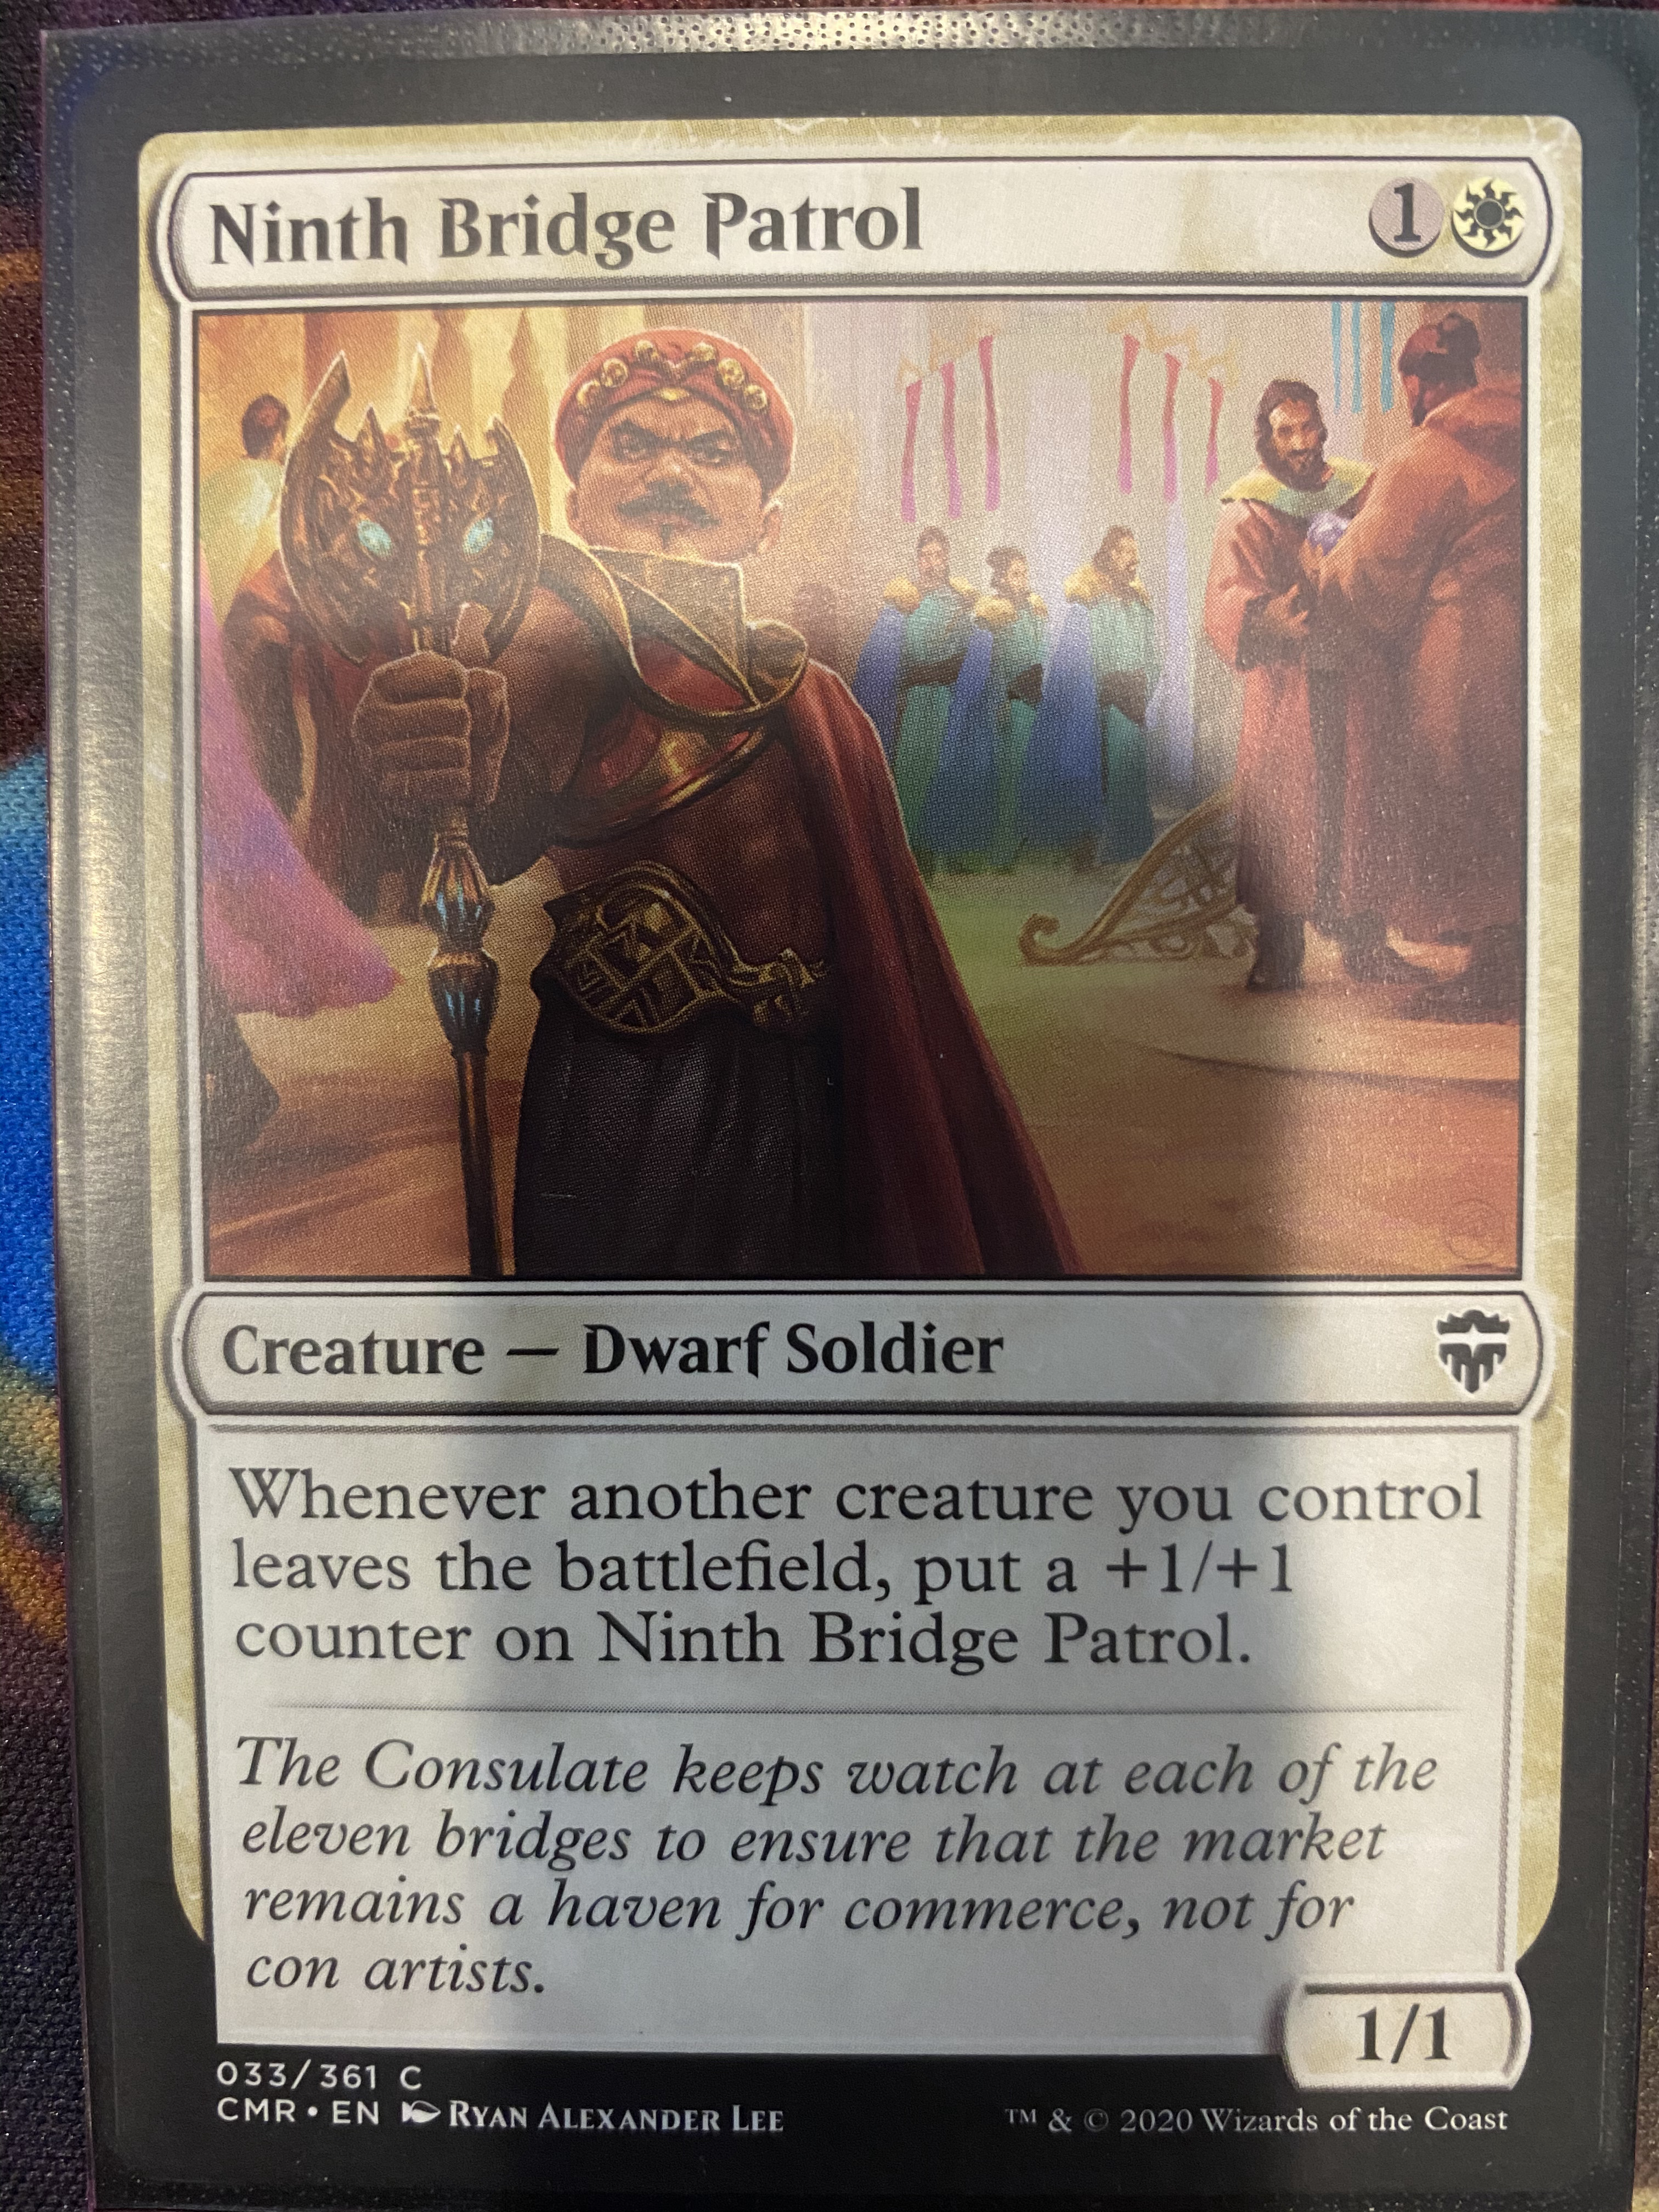 Ninth Bridge Patrol 1
Creature — Dwarf Soldier
Whenever another creature you control
leaves the battlefield, put a +1/+1
counter on Ninth Bridge Patrol.
The Consulate keeps watch at each of the
eleven bridges to ensure that the market
remains a haven for commerce, not for
con artists.
1/1
033/361 C
CMR • EN RYAN ALEXANDER LEE
™ & © 2020 Wizards of the Coast